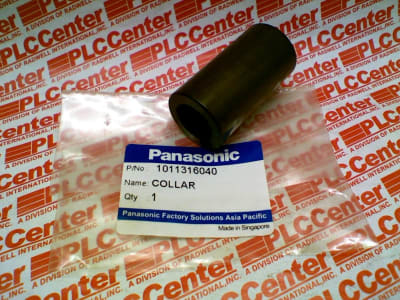 PLCCenter
A DIVISION OF RADWELL INTERNATIONAL, INC.
Panasonic
P/No: 1011316040
Name: COLLAR
Qty 1
Panasonic Factory Solutions Asia Pacific
Made in Singapore